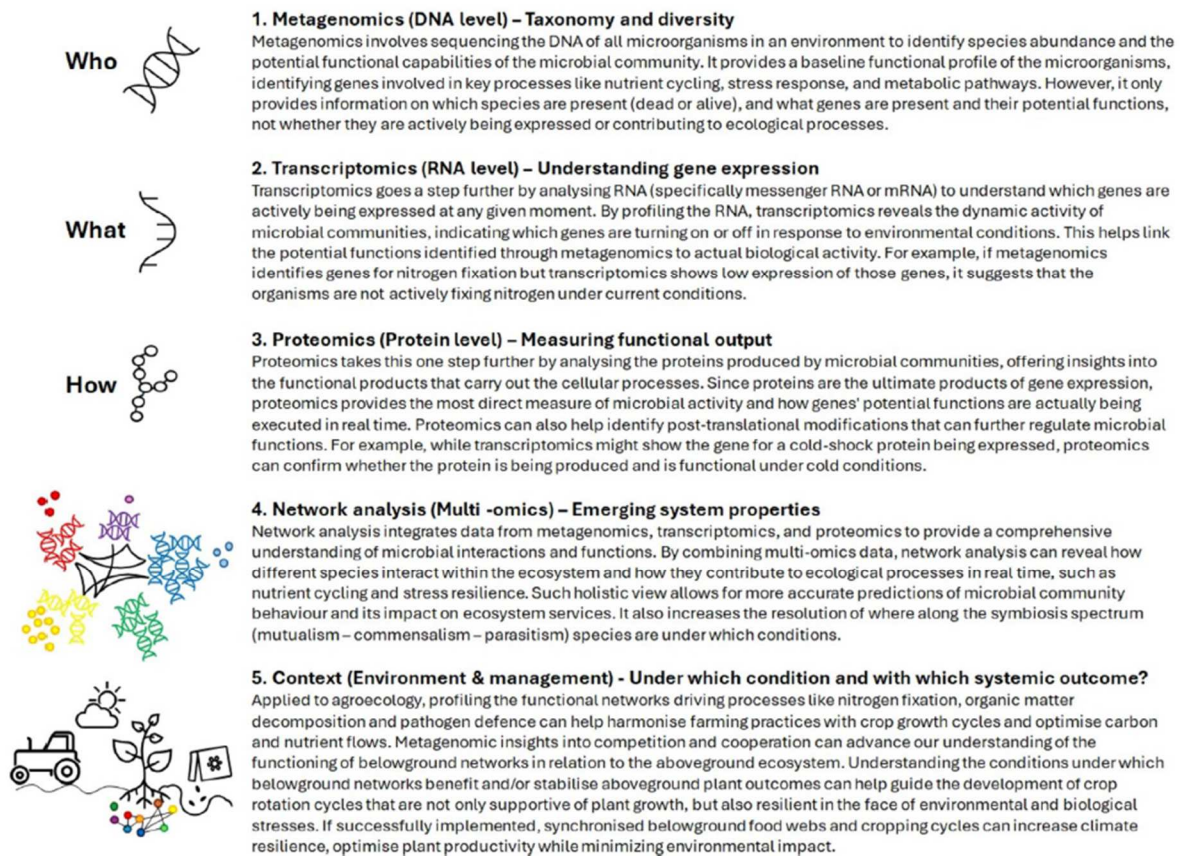 1. Metagenomics (DNA level) – Taxonomy and diversity
Who
Metagenomics involves sequencing the DNA of all microorganisms in an environment to identify species abundance and the
potential functional capabilities of the microbial community. It provides a baseline functional profile of the microorganisms,
identifying genes involved in key processes like nutrient cycling, stress response, and metabolic pathways. However, it only
provides information on which species are present (dead or alive), and what genes are present and their potential functions,
not whether they are actively being expressed or contributing to ecological processes.
2. Transcriptomics (RNA level) – Understanding gene expression
What
Transcriptomics goes a step further by analysing RNA (specifically messenger RNA or mRNA) to understand which genes are
actively being expressed at any given moment. By profiling the RNA, transcriptomics reveals the dynamic activity of
microbial communities, indicating which genes are turning on or off in response to environmental conditions. This helps link
the potential functions identified through metagenomics to actual biological activity. For example, if metagenomics
identifies genes for nitrogen fixation but transcriptomics shows low expression of those genes, it suggests that the
organisms are not actively fixing nitrogen under current conditions.
3. Proteomics (Protein level) – Measuring functional output
How
Proteomics takes this one step further by analysing the proteins produced by microbial communities, offering insights into
the functional products that carry out the cellular processes. Since proteins are the ultimate products of gene expression,
proteomics provides the most direct measure of microbial activity and how genes' potential functions are actually being
executed in real time. Proteomics can also help identify post-translational modifications that can further regulate microbial
functions. For example, while transcriptomics might show the gene for a cold-shock protein being expressed, proteomics
can confirm whether the protein is being produced and is functional under cold conditions.
4. Network analysis (Multi -omics) – Emerging system properties
Network analysis integrates data from metagenomics, transcriptomics, and proteomics to provide a comprehensive
understanding of microbial interactions and functions. By combining multi-omics data, network analysis can reveal how
different species interact within the ecosystem and how they contribute to ecological processes in real time, such as
nutrient cycling and stress resilience. Such holistic view allows for more accurate predictions of microbial community
behaviour and its impact on ecosystem services. It also increases the resolution of where along the symbiosis spectrum
(mutualism – commensalism – parasitism) species are under which conditions.
5. Context (Environment & management) - Under which condition and with which systemic outcome?
Applied to agroecology, profiling the functional networks driving processes like nitrogen fixation, organic matter
decomposition and pathogen defence can help harmonise farming practices with crop growth cycles and optimise carbon
and nutrient flows. Metagenomic insights into competition and cooperation can advance our understanding of the
functioning of belowground networks in relation to the aboveground ecosystem. Understanding the conditions under which
belowground networks benefit and/or stabilise aboveground plant outcomes can help guide the development of crop
rotation cycles that are not only supportive of plant growth, but also resilient in the face of environmental and biological
stresses. If successfully implemented, synchronised belowground food webs and cropping cycles can increase climate
resilience, optimise plant productivity while minimizing environmental impact.